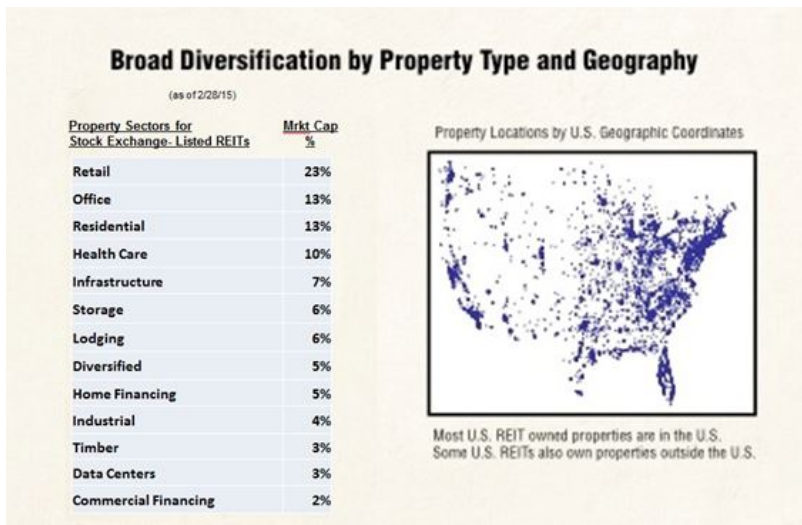 Broad Diversification by Property Type and Geography
(as of 2/28/15)
Property Sectors for Mrkt Cap
Stock Exchange- Listed REITs %
Retail 23%
Office 13%
Residential 13%
Health Care 10%
Infrastructure 7%
Storage 6%
Lodging 6%
Diversified 5%
Home Financing 5%
Industrial 4%
Timber 3%
Data Centers 3%
Commercial Financing 2%
Property Locations by U.S. Geographic Coordinates
Most U.S. REIT owned properties are in the U.S.
Some U.S. REITs also own properties outside the U.S.